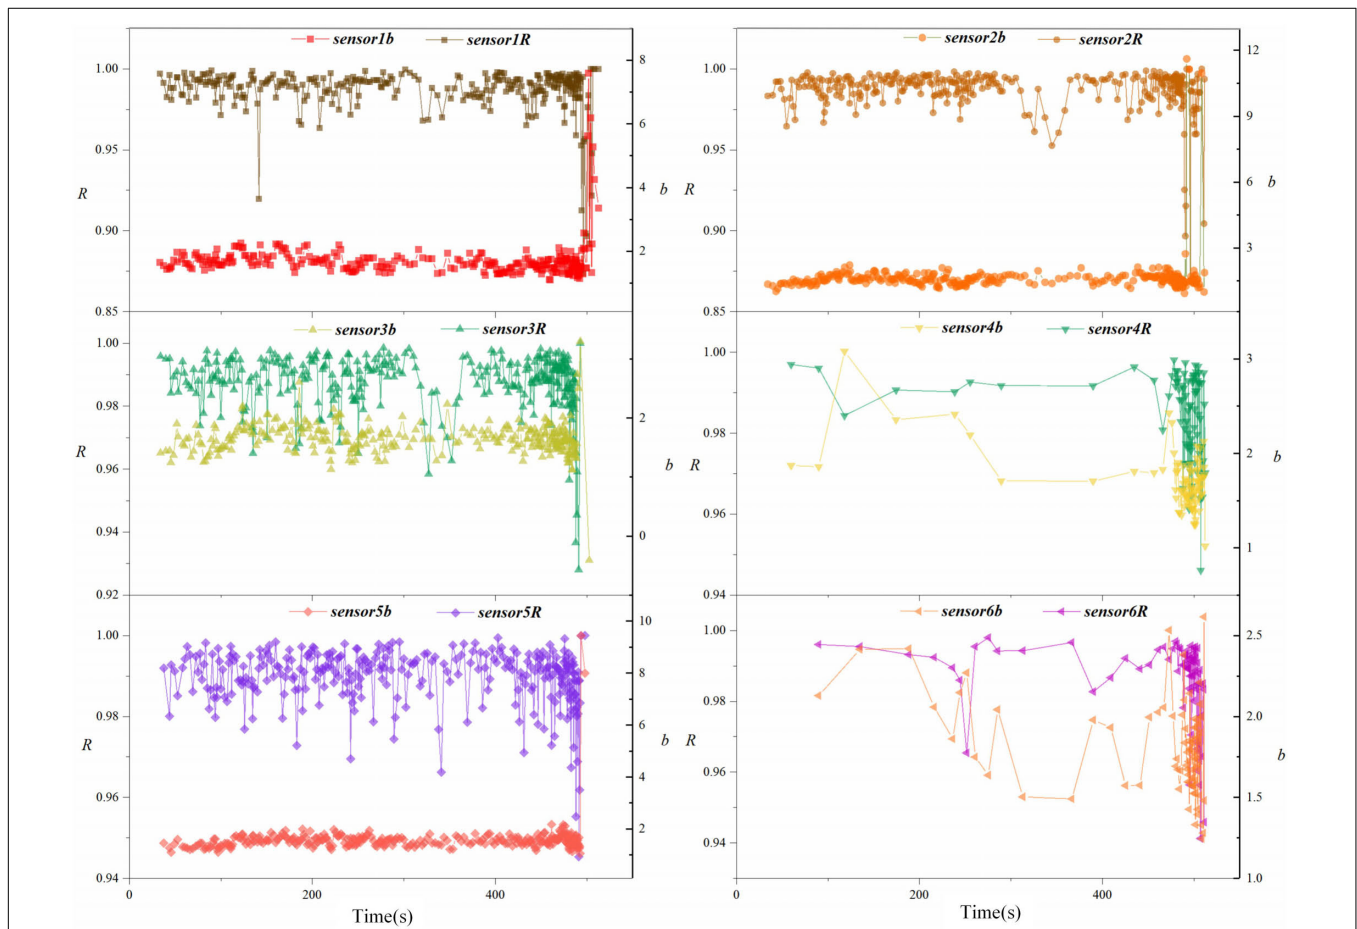 sensor1b sensor1R
sensor2b sensor2R
1.00
0.95
0.90
0.85
R
8
6
4
2
b
1.00
0.95
0.90
0.85
R
12
9
6
3
b
sensor3b sensor3R
sensor4b sensor4R
1.00
0.98
0.96
0.94
0.92
R
2
0
b
1.00
0.98
0.96
0.94
R
3
2
1
b
sensor5b sensor5R
sensor6b sensor6R
1.00
0.98
0.96
0.94
R
10
8
6
4
2
b
1.00
0.98
0.96
0.94
R
2.5
2.0
1.5
1.0
b
0 200 400
0 200 400
Time(s)
Time(s)